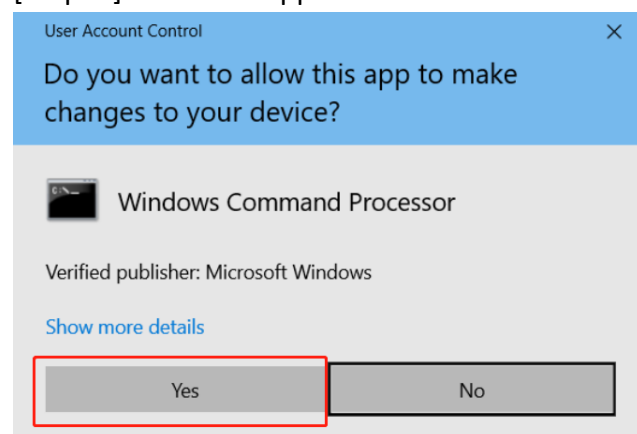 User Account Control
Do you want to allow this app to make
changes to your device?
Windows Command Processor
Verified publisher: Microsoft Windows
Show more details
Yes
No